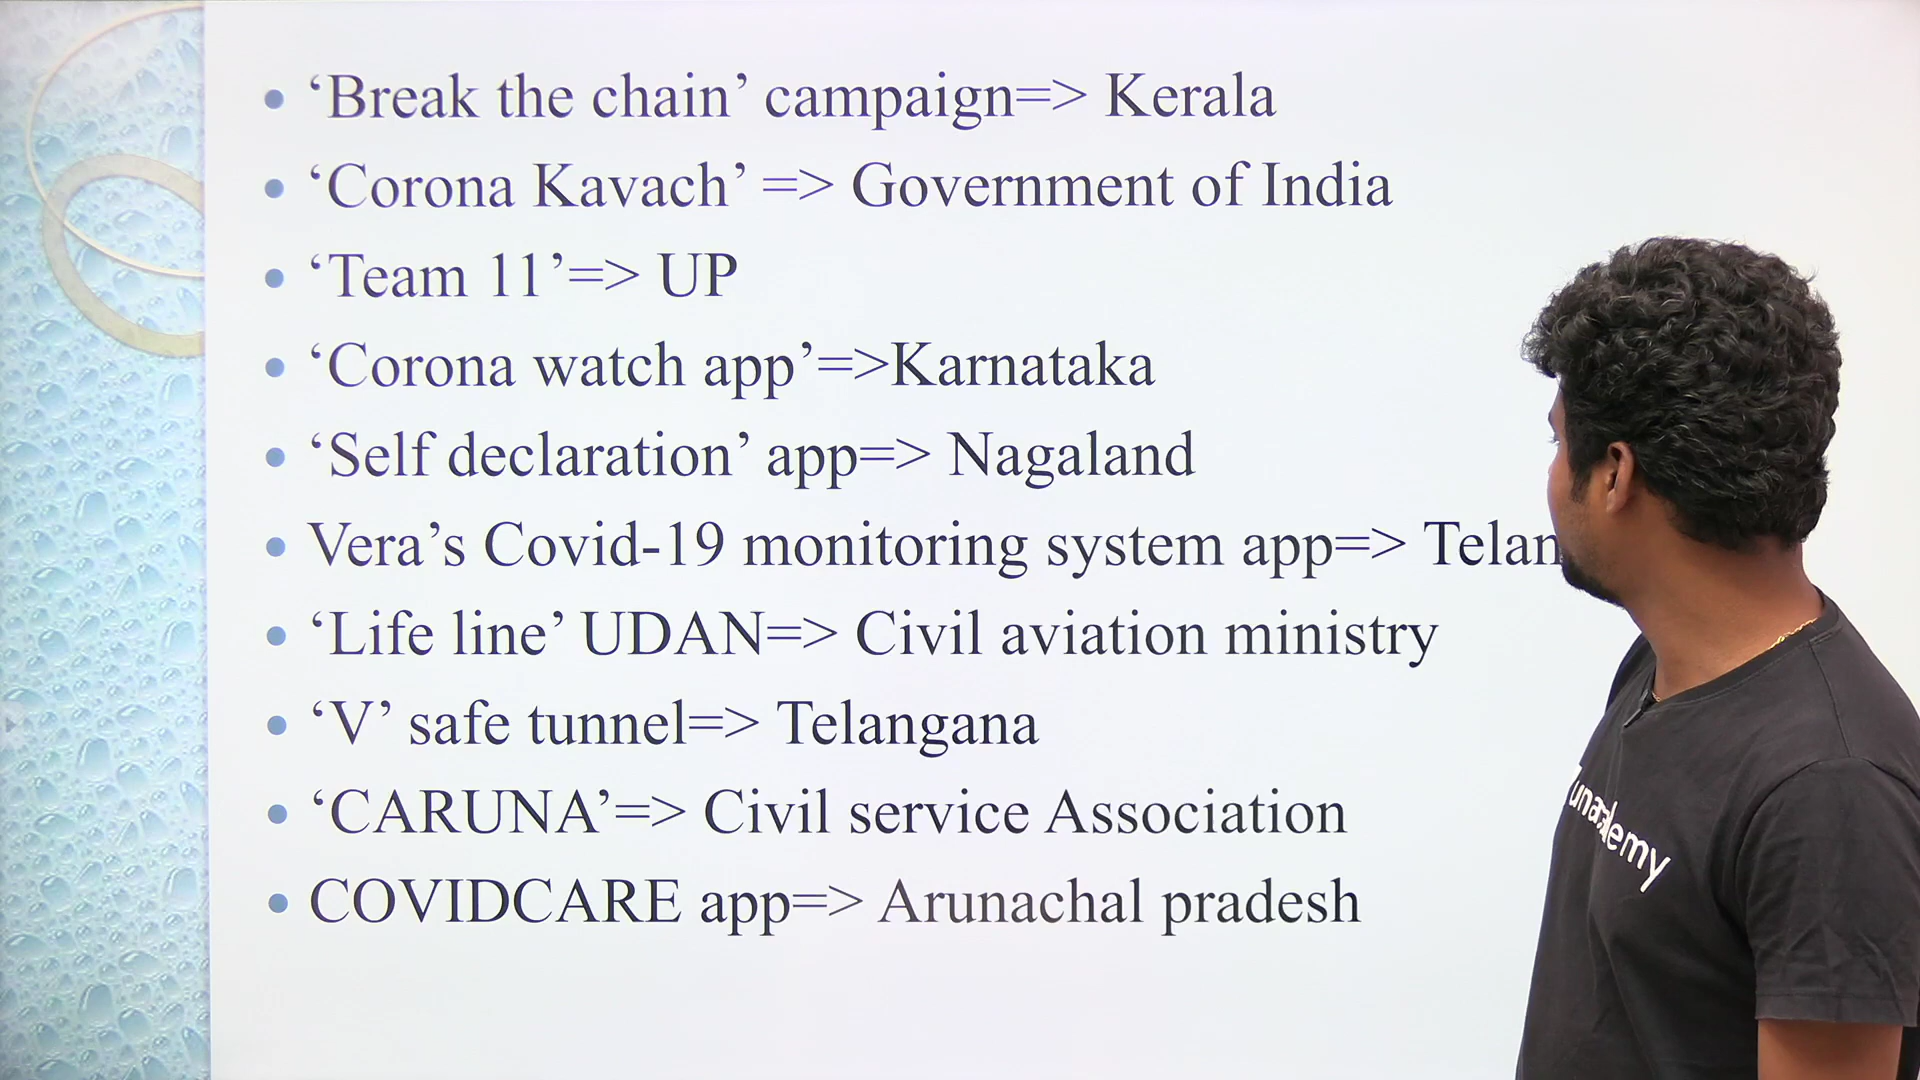 ‘Break the chain’ campaign=> Kerala
‘Corona Kavach’ => Government of India
‘Team 11’=> UP
‘Corona watch app’=>Karnataka
‘Self declaration’ app=> Nagaland
Vera’s Covid-19 monitoring system app=> Telan
‘Life line’ UDAN=> Civil aviation ministry
‘V’ safe tunnel=> Telangana
‘CARUNA’=> Civil service Association
COVIDCARE app=> Arunachal pradesh
unacademy